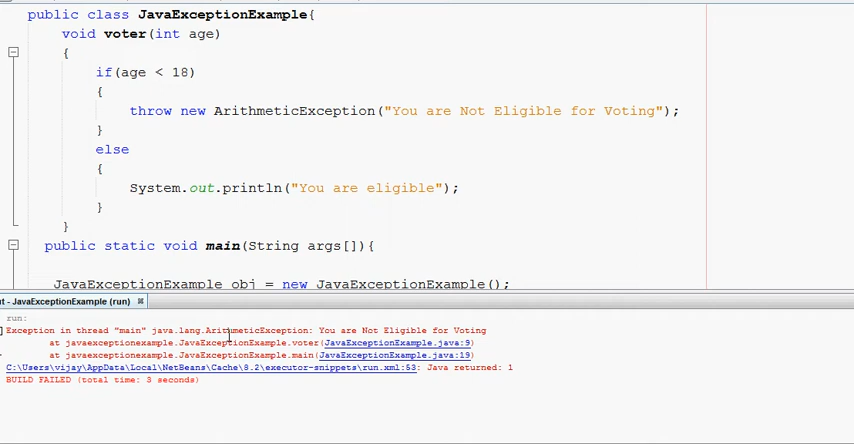 public class JavaExceptionExample{
void voter(int age)
{
if(age < 18)
{
throw new ArithmeticException("You are Not Eligible for Voting");
}
else
{
System.out.println("You are eligible");
}
}
public static void main(String args[]){
JavaExceptionExample obj = new JavaExceptionExample();
ut - JavaExceptionExample (run)
run:
Exception in thread "main" java.lang.ArithmeticException: You are Not Eligible for Voting
at javaexceptionexample.JavaExceptionExample.voter(JavaExceptionExample.java:9)
at javaexceptionexample.JavaExceptionExample.main(JavaExceptionExample.java:19)
C:\Users\vijay\AppData\Local\NetBeans\Cache\8.2\executor-snippets\run.xml:53: Java returned: 1
BUILD FAILED (total time: 3 seconds)